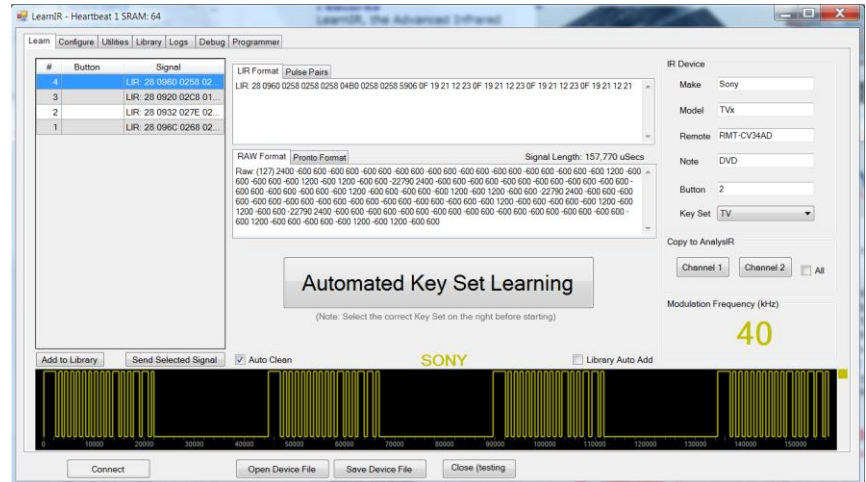 LearnIR - Heartbeat 1 SRAM: 64
LearnIR, the Advanced Infrared
Learn Configure Utilities Library Logs Debug Programmer
# Button Signal
4 LIR: 28 0960 0258 02...
3 LIR: 28 0920 02C8 01...
2 LIR: 28 0932 027E 02...
1 LIR: 28 096C 0268 02...
Add to Library Send Selected Signal
LIR Format Pulse Pairs
LIR: 28 0960 0258 0258 0258 04B0 0258 0258 5906 0F 19 21 12 23 0F 19 21 12 23 0F 19 21 12 23 0F 19 21 12 21
RAW Format Pronto Format Signal Length: 157,770 uSecs
Raw: (127) 2400 -600 600 -600 600 -600 600 -600 600 -600 600 -600 600 -600 600 -600 600 -600 600 -600 1200 -600
600 -600 600 -600 1200 -600 1200 -600 600 -22790 2400 -600 600 -600 600 -600 600 -600 600 -600 600 -600 600 -
600 600 -600 600 -600 600 -600 1200 -600 600 -600 600 -600 1200 -600 1200 -600 600 -22790 2400 -600 600 -600
600 -600 600 -600 600 -600 600 -600 600 -600 600 -600 600 -600 600 -600 1200 -600 600 -600 600 -600 1200 -600
1200 -600 600 -22790 2400 -600 600 -600 600 -600 600 -600 600 -600 600 -600 600 -600 600 -600 600 -600 600 -
600 1200 -600 600 -600 600 -600 1200 -600 1200 -600 600
Automated Key Set Learning
(Note: Select the correct Key Set on the right before starting)
Auto Clean SONY Library Auto Add
IR Device
Make Sony
Model TVx
Remote RMT-CV34AD
Note DVD
Button 2
Key Set TV
Copy to AnalysIR
Channel 1 Channel 2 All
Modulation Frequency (kHz)
40
0 10000 20000 30000 40000 50000 60000 70000 80000 90000 100000 110000 120000 130000 140000 150000
Connect Open Device File Save Device File Close (testing